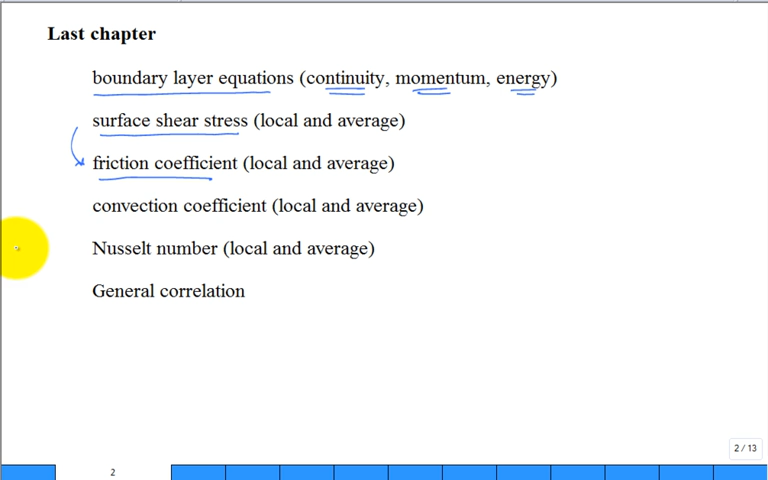 Last chapter
boundary layer equations (continuity, momentum, energy)
surface shear stress (local and average)
friction coefficient (local and average)
convection coefficient (local and average)
Nusselt number (local and average)
General correlation
2 / 13
2